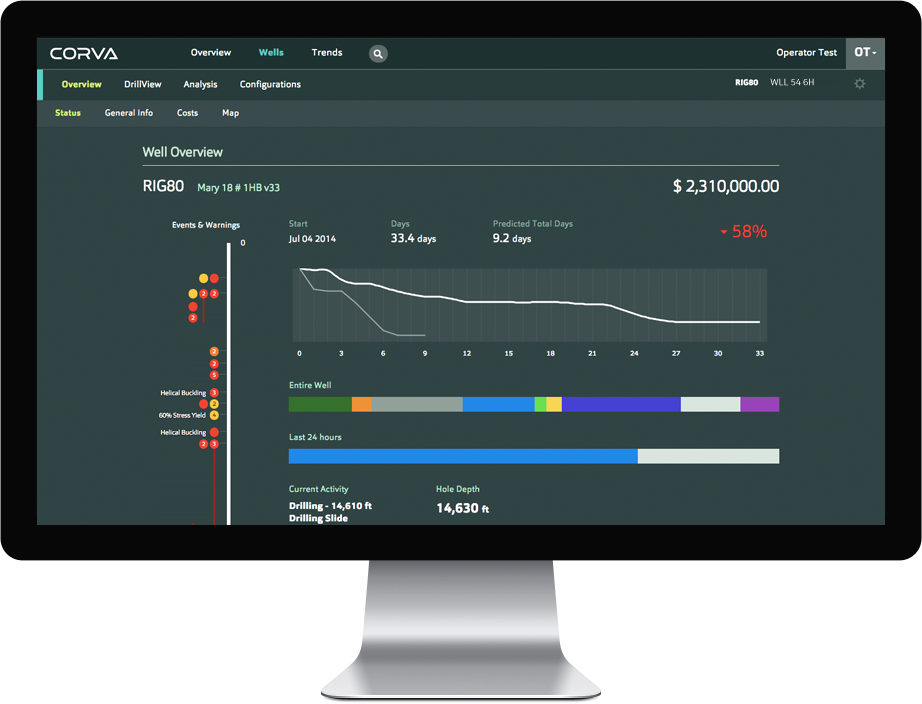 CORVA Overview Wells Trends Operator Test OT
Overview DrillView Analysis Configurations RIG80 WLL 54 6H
Status General Info Costs Map
Well Overview
RIG80 Mary 18 # 1HB v33 $ 2,310,000.00
Events & Warnings
0
Start Days Predicted Total Days
Jul 04 2014 33.4 days 9.2 days
58%
2 2
2
2
2
5
Helical Buckling 3
2
60% Stress Yield 4
Helical Buckling
2 3
0 3 6 9 12 15 18 21 24 27 30 33
Entire Well
Last 24 hours
Current Activity Hole Depth
Drilling - 14,610 ft 14,630 ft
Drilling Slide